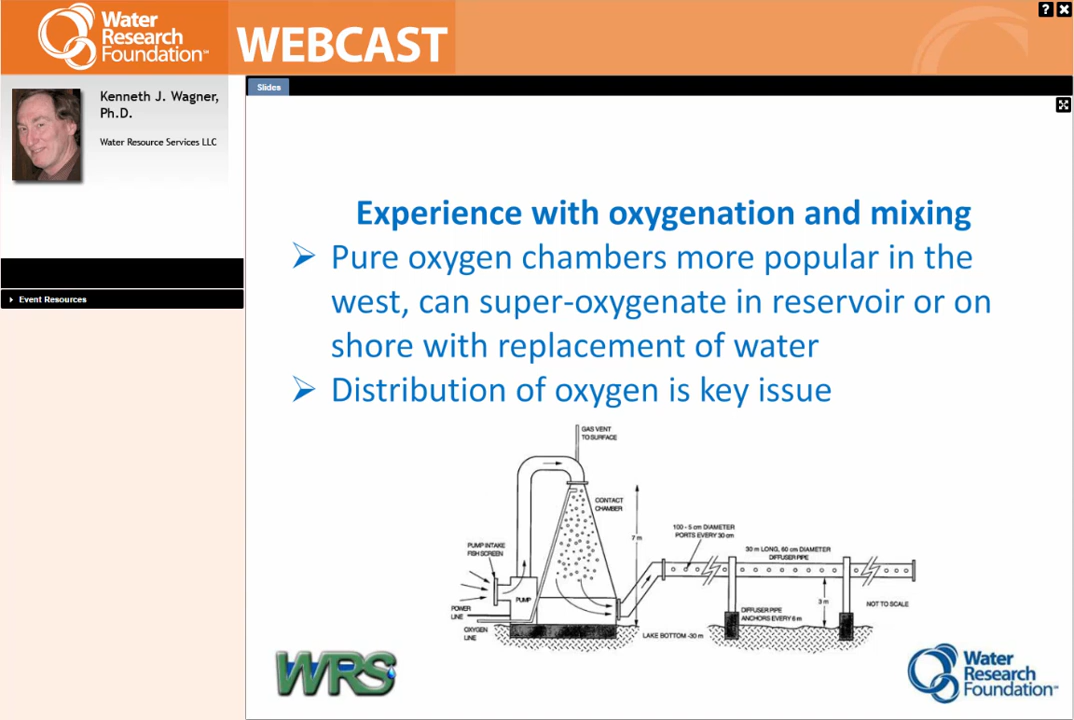 Water
Research
Foundation™
WEBCAST
?
Slides
Kenneth J. Wagner,
Ph.D.
Water Resource Services LLC
Event Resources
Experience with oxygenation and mixing
Pure oxygen chambers more popular in the
west, can super-oxygenate in reservoir or on
shore with replacement of water
Distribution of oxygen is key issue
GAS VENT
TO SURFACE
CONTACT
CHAMBER
7 m
100 - 5 cm DIAMETER
PORTS EVERY 30 cm
30 m LONG, 60 cm DIAMETER
DIFFUSER PIPE
PUMP INTAKE
FISH SCREEN
PUMP
POWER
LINE
OXYGEN
LINE
3 m
NOT TO SCALE
DIFFUSER PIPE
ANCHORS EVERY 6 m
LAKE BOTTOM -30 m
WRS
Water
Research
Foundation™